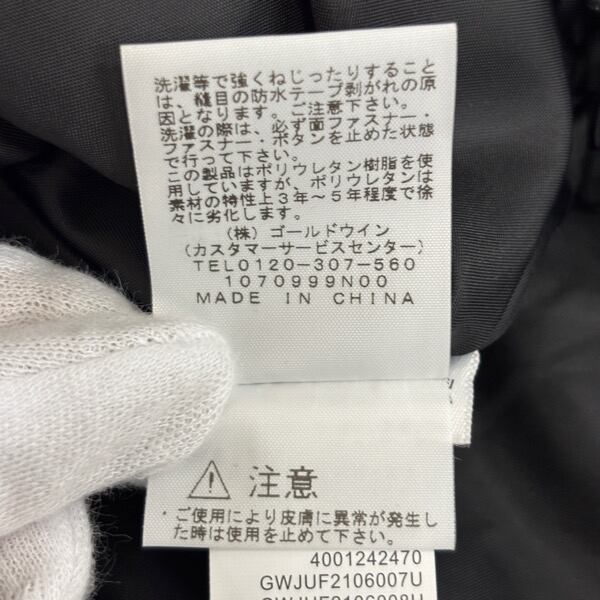 洗濯等で強くねじったりすること
は、縫目の防水テープ剥がれの原
因となります。ご注意下さい。
洗濯の際は、必ず面ファスナー・
ファスナー・ボタンを止めた状態
で行って下さい。
この製品はポリウレタン樹脂を使
用していますが、ポリウレタンは
素材の特性上3年～5年程度で徐
々に劣化します。
(株) ゴールドウイン
(カスタマーサービスセンター)
TEL0120-307-560
1070999N00
MADE IN CHINA
注意
・ご使用により皮膚に異常が発生し
た時は使用を止めて下さい。
4001242470
GWJUF2106007U